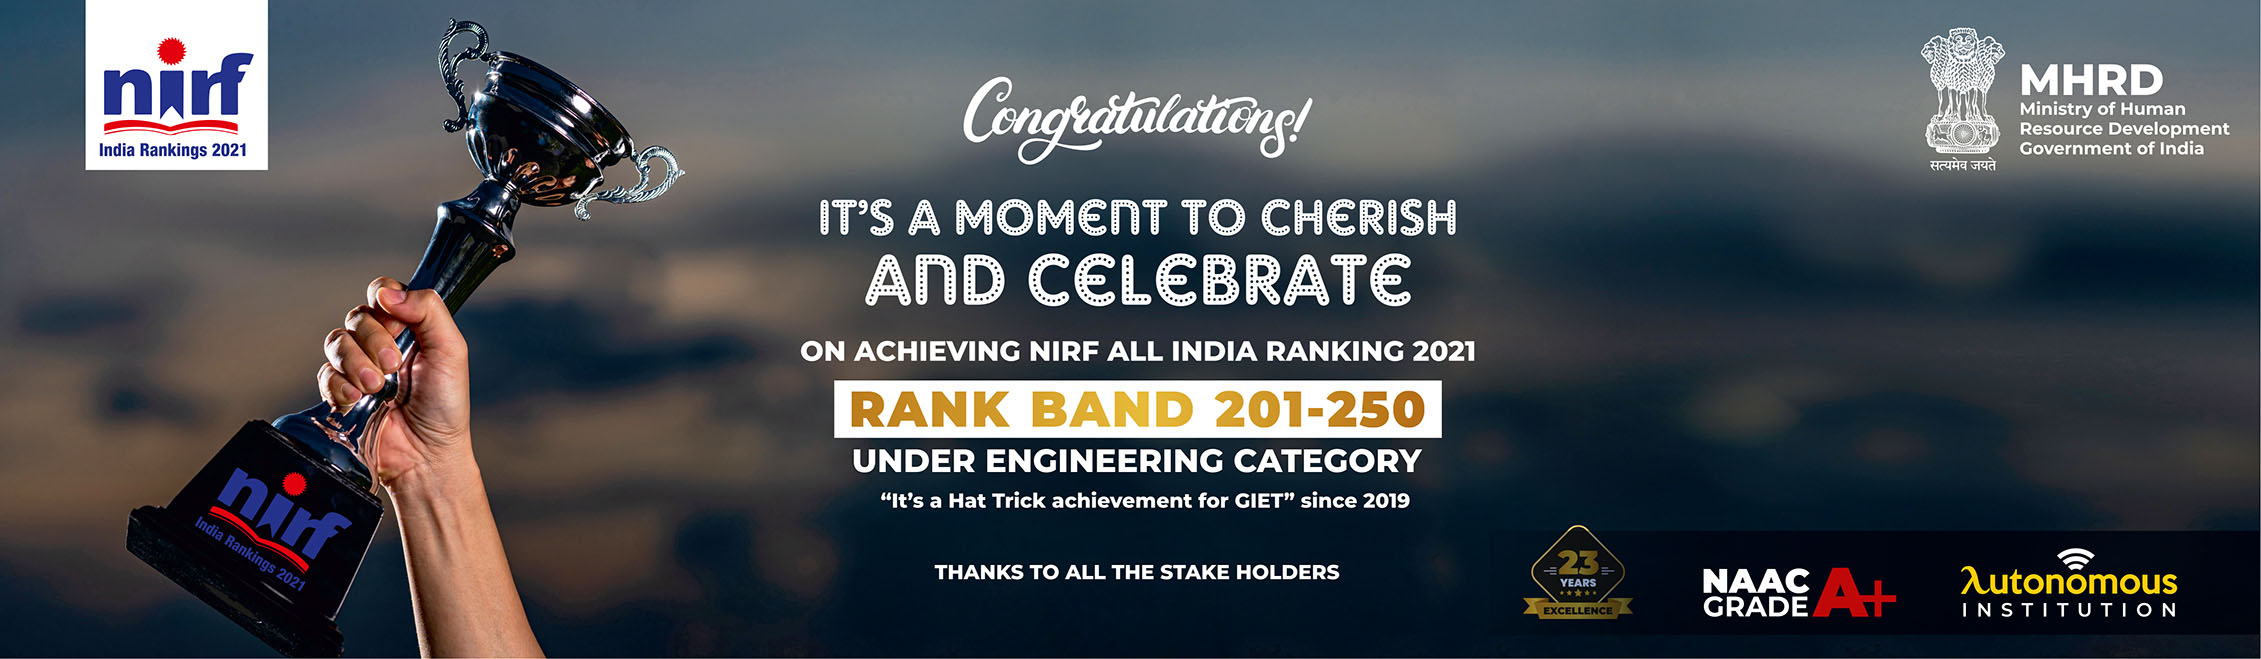 nirf
India Rankings 2021
Congratulations!
IT'S A MOMENT TO CHERISH
AND CELEBRATE
ON ACHIEVING NIRF ALL INDIA RANKING 2021
RANK BAND 201-250
UNDER ENGINEERING CATEGORY
“It's a Hat Trick achievement for GIET” since 2019
THANKS TO ALL THE STAKE HOLDERS
MHRD
Ministry of Human
Resource Development
Government of India
सत्यमेव जयते
nirf
India Rankings 2021
23
YEARS
EXCELLENCE
NAAC
GRADE A+
Autonomous
INSTITUTION